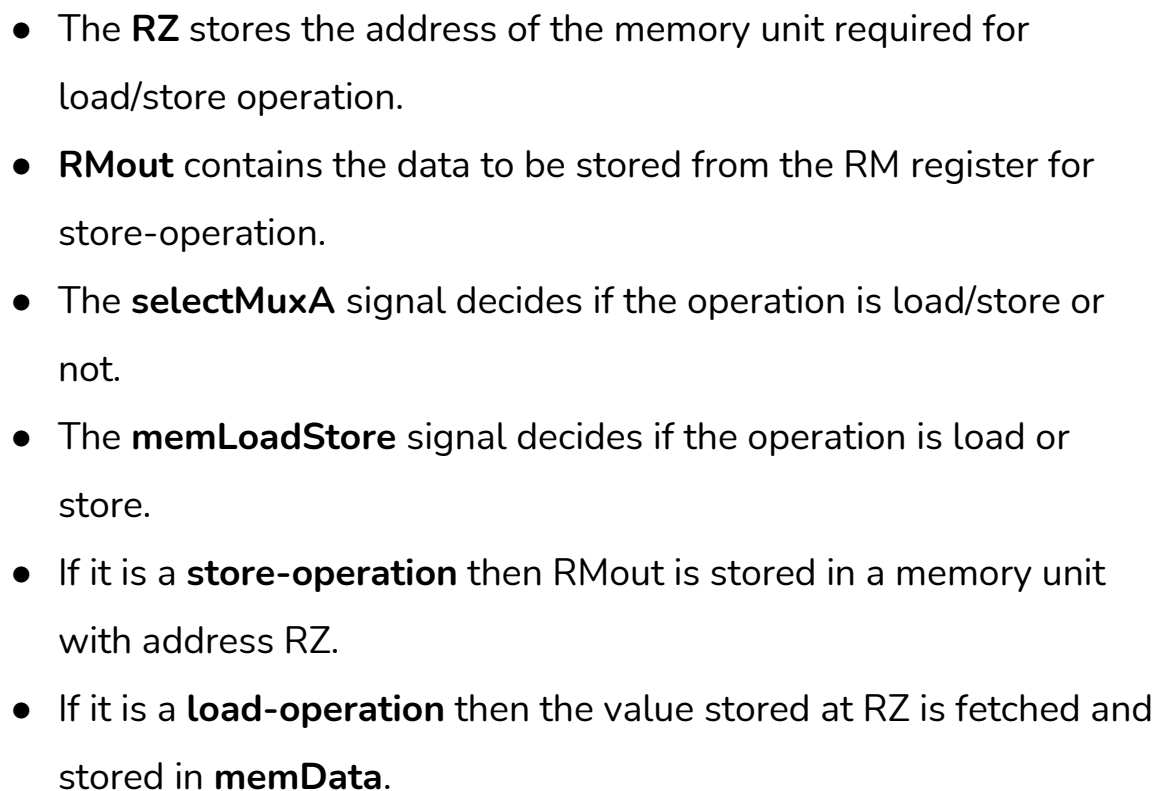 ● The RZ stores the address of the memory unit required for
load/store operation.
● RMout contains the data to be stored from the RM register for
store-operation.
● The selectMuxA signal decides if the operation is load/store or
not.
● The memLoadStore signal decides if the operation is load or
store.
● If it is a store-operation then RMout is stored in a memory unit
with address RZ.
● If it is a load-operation then the value stored at RZ is fetched and
stored in memData.